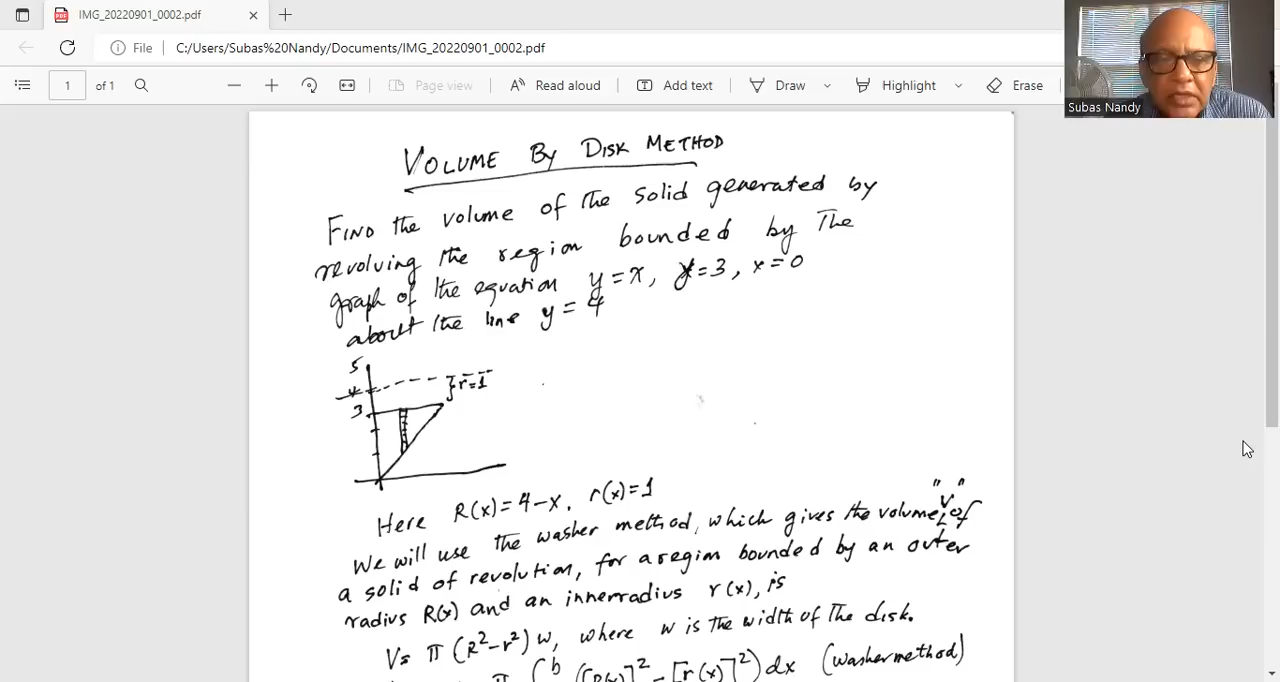 IMG_20220901_0002.pdf
File C:/Users/Subas%20Nandy/Documents/IMG_20220901_0002.pdf
1 of 1 Page view Read aloud Add text Draw Highlight Erase
Subas Nandy
VOLUME By DISK METHOD
FIND the volume of the solid generated by
revolving the region bounded by The
graph of the equation y = x, y = 3, x = 0
about the line y = 4
5
4
r=1
3
Here R(x) = 4-x, r(x) = 1
We will use the washer method, which gives the volume, "V" of
a solid of revolution, for a region bounded by an outer
radius R(x) and an inner radius r(x), is
V= π (R²-r²) w, where w is the width of The disk.
π ∫b ([R(x)]² - [r(x)]²) dx (washer method)